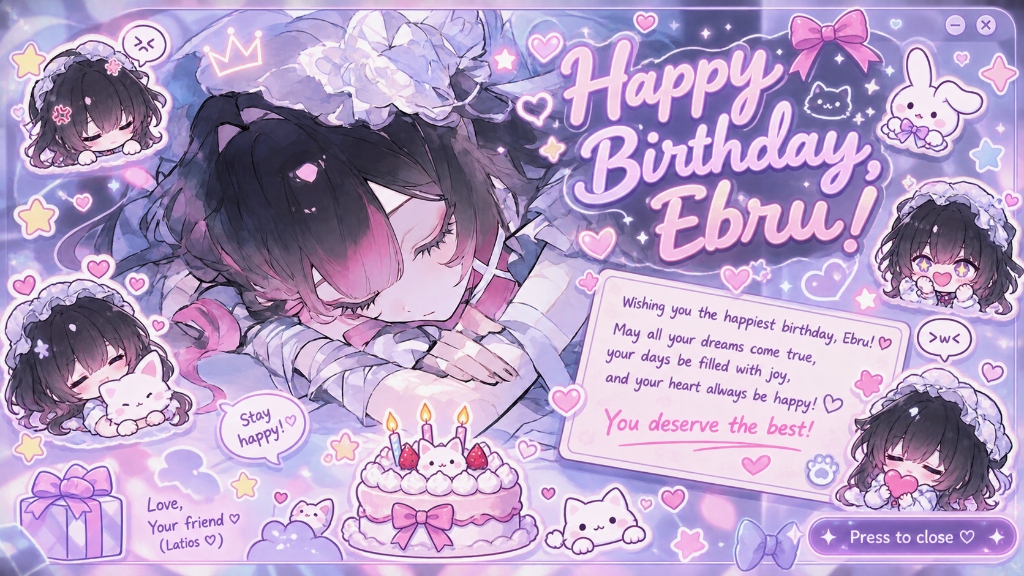 Happy
Birthday,
Ebru!
Wishing you the happiest birthday, Ebru! ♡
May all your dreams come true,
your days be filled with joy,
and your heart allways be happy! ♡
You deserve the best!
>w<
Stay
happy! ♡
Love,
Your friend ♡
(Latios ♡)
Press to close ♡